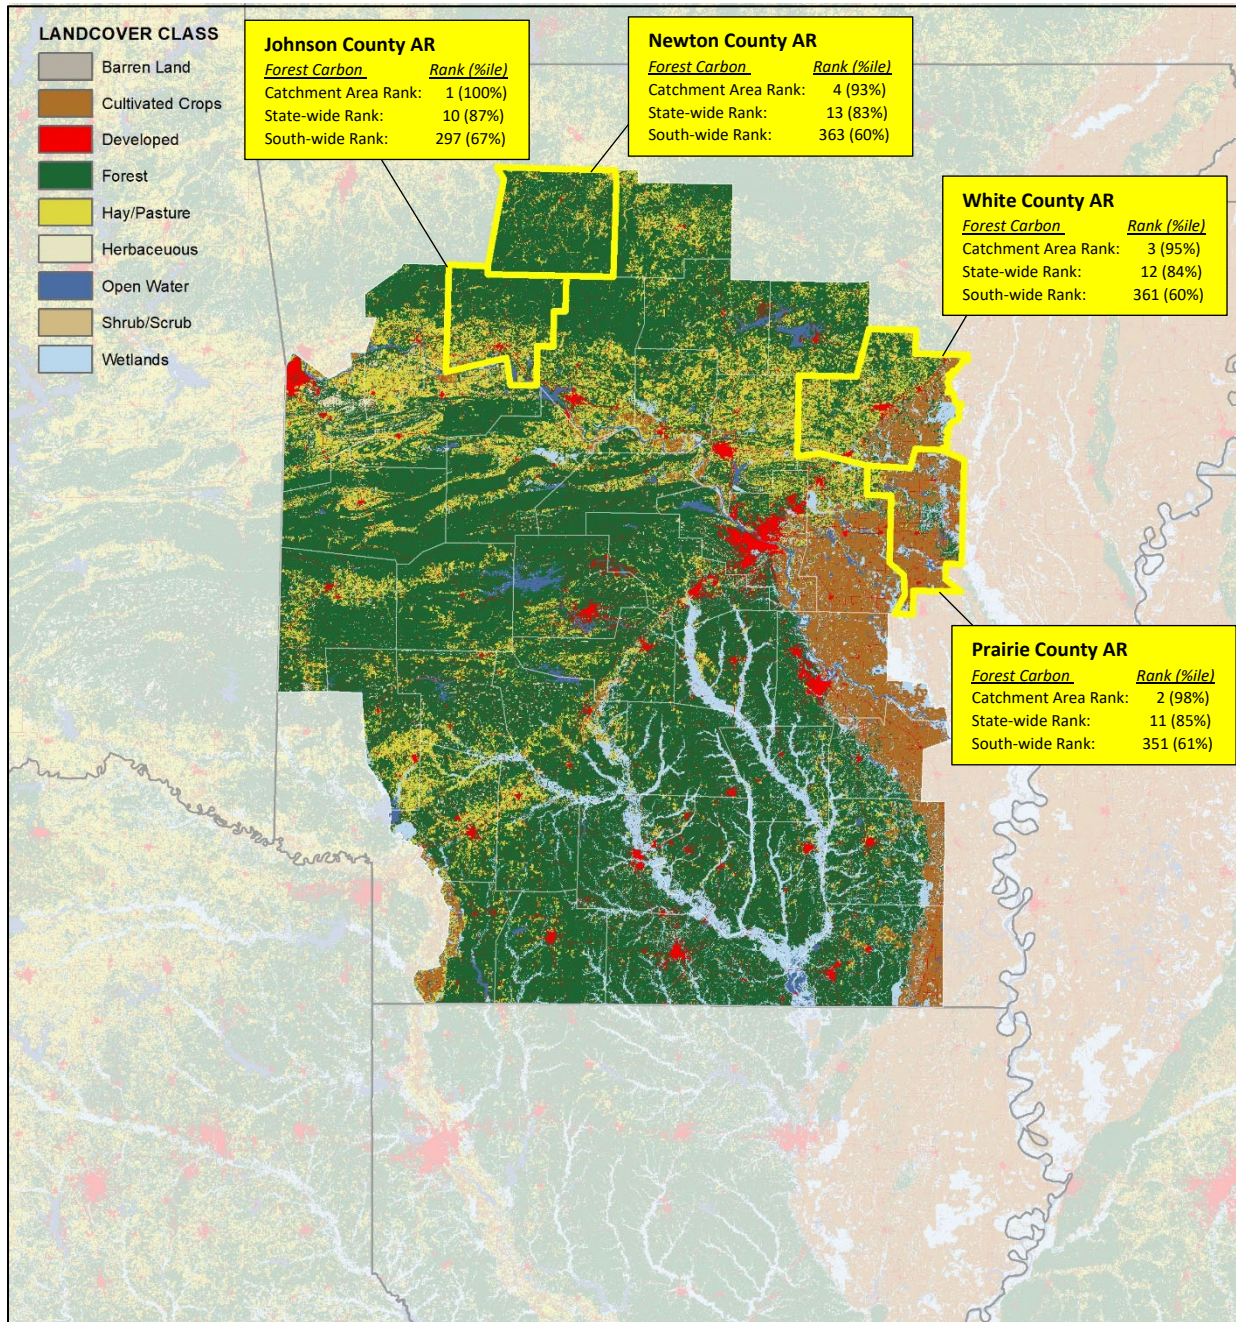 LANDCOVER CLASS
Barren Land
Cultivated Crops
Developed
Forest
Hay/Pasture
Herbaceuous
Open Water
Shrub/Scrub
Wetlands
Johnson County AR
Forest Carbon Rank (%ile)
Catchment Area Rank: 1 (100%)
State-wide Rank: 10 (87%)
South-wide Rank: 297 (67%)
Newton County AR
Forest Carbon Rank (%ile)
Catchment Area Rank: 4 (93%)
State-wide Rank: 13 (83%)
South-wide Rank: 363 (60%)
White County AR
Forest Carbon Rank (%ile)
Catchment Area Rank: 3 (95%)
State-wide Rank: 12 (84%)
South-wide Rank: 361 (60%)
Prairie County AR
Forest Carbon Rank (%ile)
Catchment Area Rank: 2 (98%)
State-wide Rank: 11 (85%)
South-wide Rank: 351 (61%)